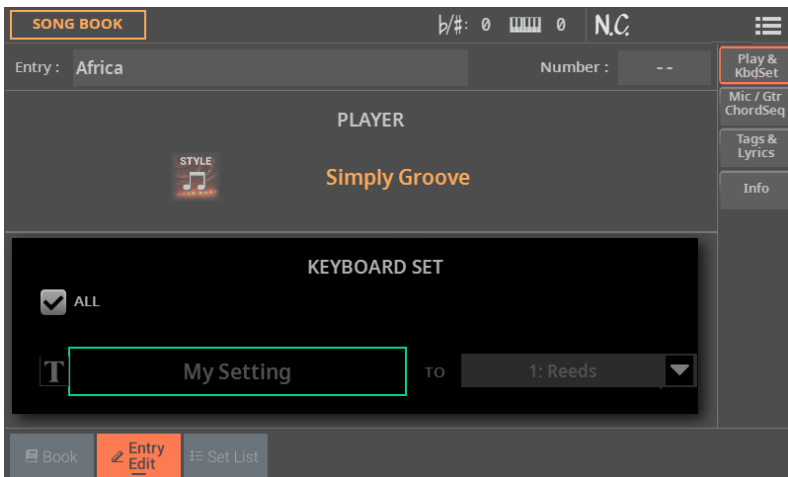 SONG BOOK
♭/#: 0 0 N.C.
Entry : Africa Number : --
Play &
KbdSet
Mic / Gtr
ChordSeq
Tags &
Lyrics
Info
PLAYER
STYLE
Simply Groove
KEYBOARD SET
ALL
T My Setting TO 1: Reeds
Book
Entry
Edit
Set List